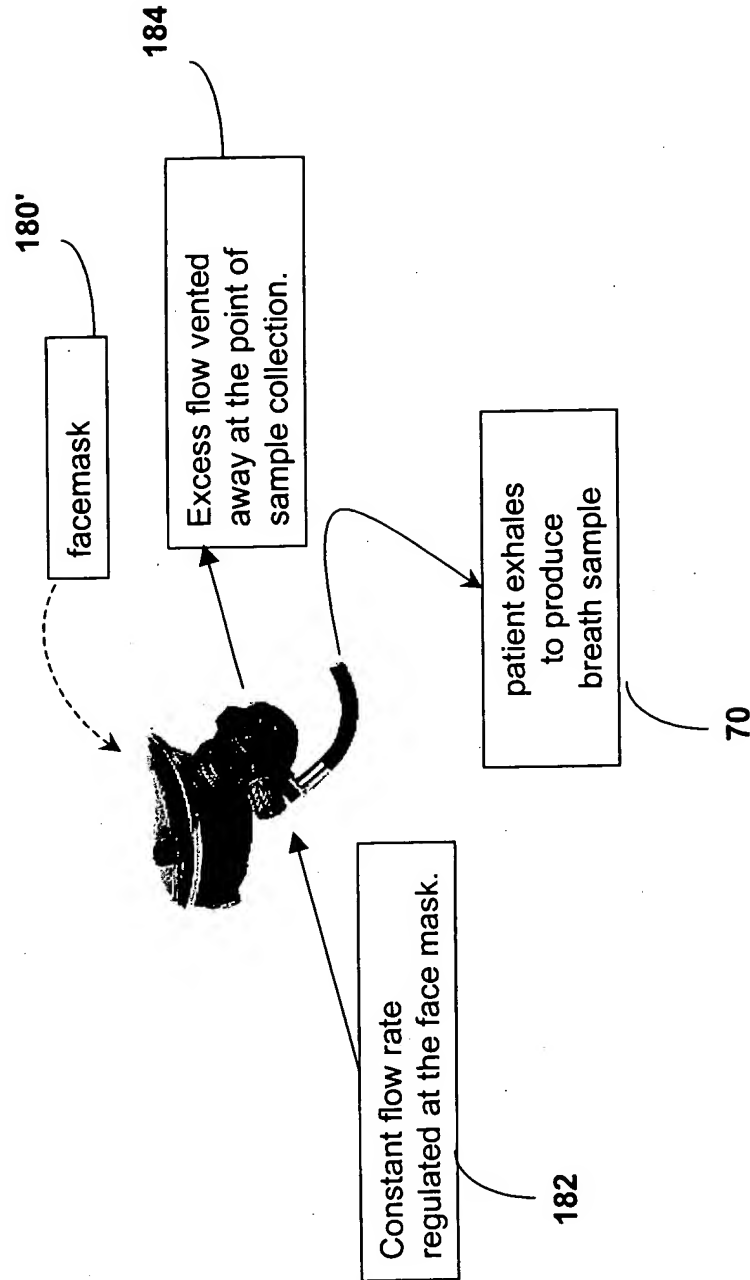 180'
facemask
184
Excess flow vented
away at the point of
sample collection.
Constant flow rate
regulated at the face mask.
182
patient exhales
to produce
breath sample
70